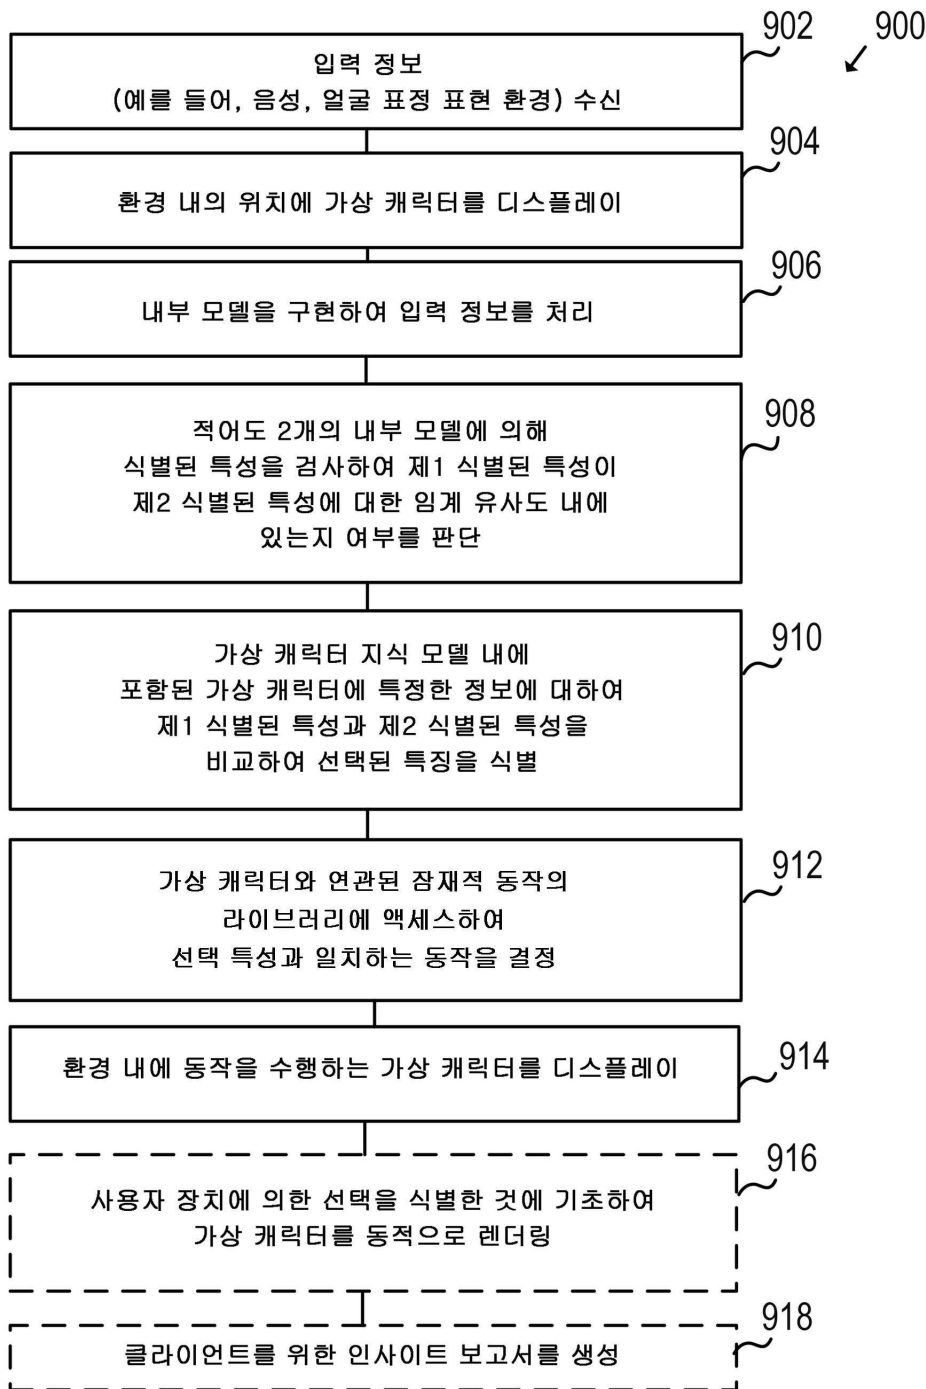 902
900
입력 정보
(예를 들어, 음성, 얼굴 표정 표현 환경) 수신
904
환경 내의 위치에 가상 캐릭터를 디스플레이
906
내부 모델을 구현하여 입력 정보를 처리
908
적어도 2개의 내부 모델에 의해
식별된 특성을 검사하여 제1 식별된 특성이
제2 식별된 특성에 대한 임계 유사도 내에
있는지 여부를 판단
910
가상 캐릭터 지식 모델 내에
포함된 가상 캐릭터에 특정한 정보에 대하여
제1 식별된 특성과 제2 식별된 특성을
비교하여 선택된 특징을 식별
912
가상 캐릭터와 연관된 잠재적 동작의
라이브러리에 액세스하여
선택 특성과 일치하는 동작을 결정
914
환경 내에 동작을 수행하는 가상 캐릭터를 디스플레이
916
사용자 장치에 의한 선택을 식별한 것에 기초하여
가상 캐릭터를 동적으로 렌더링
918
클라이언트를 위한 인사이트 보고서를 생성